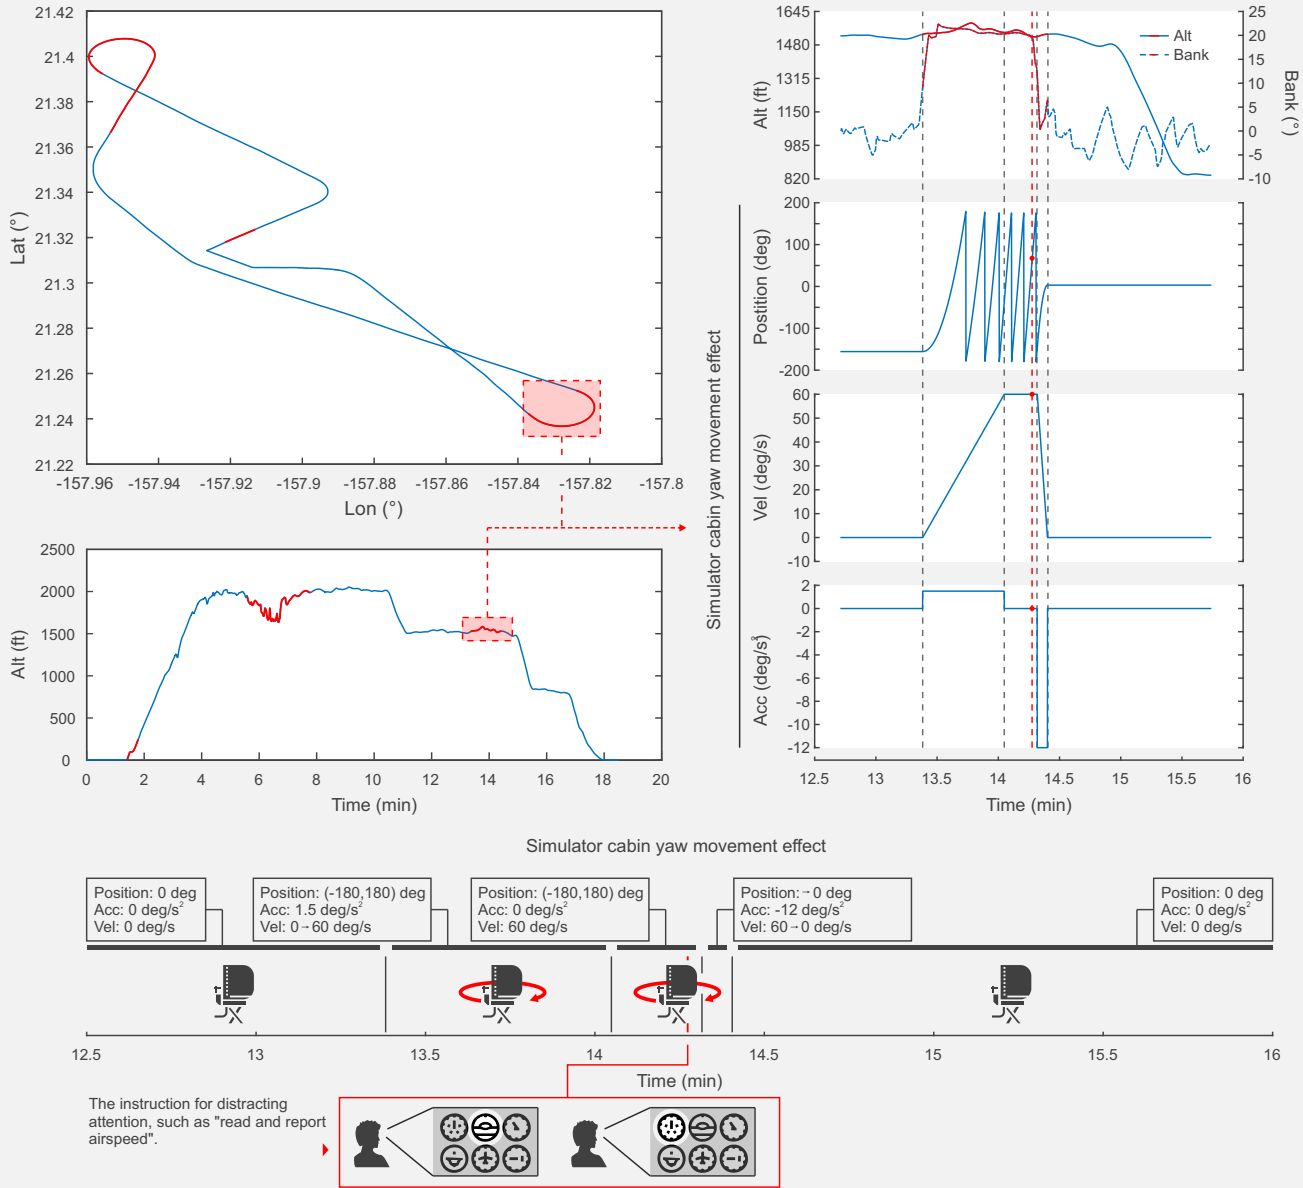 21.42
21.4
21.38
21.36
21.34
21.32
21.3
21.28
21.26
21.24
21.22
Lat (°)
-157.96 -157.94 -157.92 -157.9 -157.88 -157.86 -157.84 -157.82 -157.8
Lon (°)
2500
2000
1500
1000
500
0
Alt (ft)
0 2 4 6 8 10 12 14 16 18 20
Time (min)
1645
1480
1315
1150
985
820
Alt (ft)
Alt
Bank
25
20
15
10
5
0
-5
-10
Bank (°)
Simulator cabin yaw movement effect
200
100
0
-100
-200
Postition (deg)
60
50
40
30
20
10
0
-10
Vel (deg/s)
2
0
-2
-4
-6
-8
-10
-12
Acc (deg/s²)
12.5 13 13.5 14 14.5 15 15.5 16
Time (min)
Simulator cabin yaw movement effect
Position: 0 deg
Acc: 0 deg/s²
Vel: 0 deg/s
Position: (-180,180) deg
Acc: 1.5 deg/s²
Vel: 0→60 deg/s
Position: (-180,180) deg
Acc: 0 deg/s²
Vel: 60 deg/s
Position:→0 deg
Acc: -12 deg/s²
Vel: 60→0 deg/s
Position: 0 deg
Acc: 0 deg/s²
Vel: 0 deg/s
12.5 13 13.5 14 14.5 15 15.5 16
Time (min)
The instruction for distracting
attention, such as "read and report
airspeed".